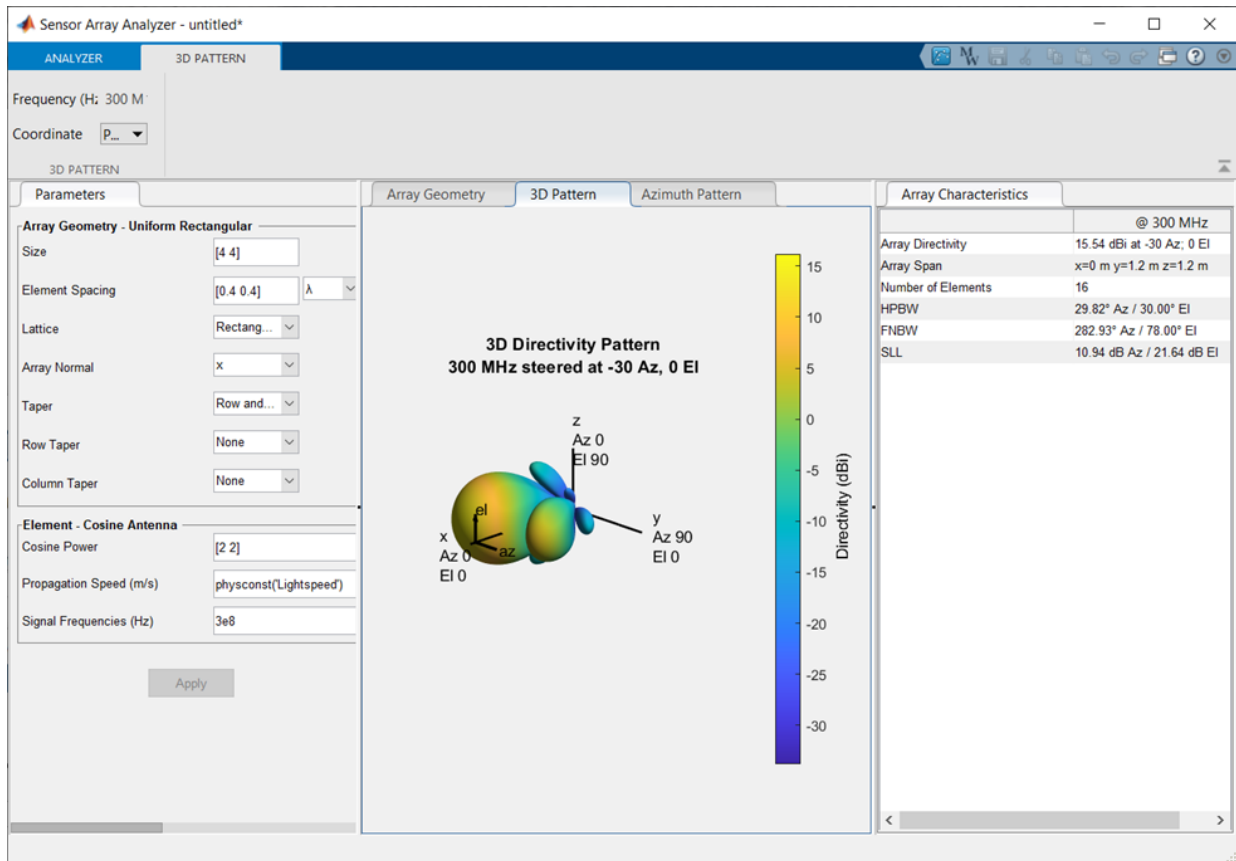 Sensor Array Analyzer - untitled*
ANALYZER 3D PATTERN
Frequency (H: 300 M
Coordinate P...
3D PATTERN
Parameters
Array Geometry - Uniform Rectangular
Size [4 4]
Element Spacing [0.4 0.4] λ
Lattice Rectang...
Array Normal x
Taper Row and...
Row Taper None
Column Taper None
Element - Cosine Antenna
Cosine Power [2 2]
Propagation Speed (m/s) physconst('Lightspeed')
Signal Frequencies (Hz) 3e8
Apply
Array Geometry 3D Pattern Azimuth Pattern
3D Directivity Pattern
300 MHz steered at -30 Az, 0 El
z
Az 0
El 90
el
az
x
Az 0
El 0
y
Az 90
El 0
15
10
5
0
-5
-10
-15
-20
-25
-30
Directivity (dBi)
Array Characteristics
@ 300 MHz
Array Directivity 15.54 dBi at -30 Az; 0 El
Array Span x=0 m y=1.2 m z=1.2 m
Number of Elements 16
HPBW 29.82° Az / 30.00° El
FNBW 282.93° Az / 78.00° El
SLL 10.94 dB Az / 21.64 dB El